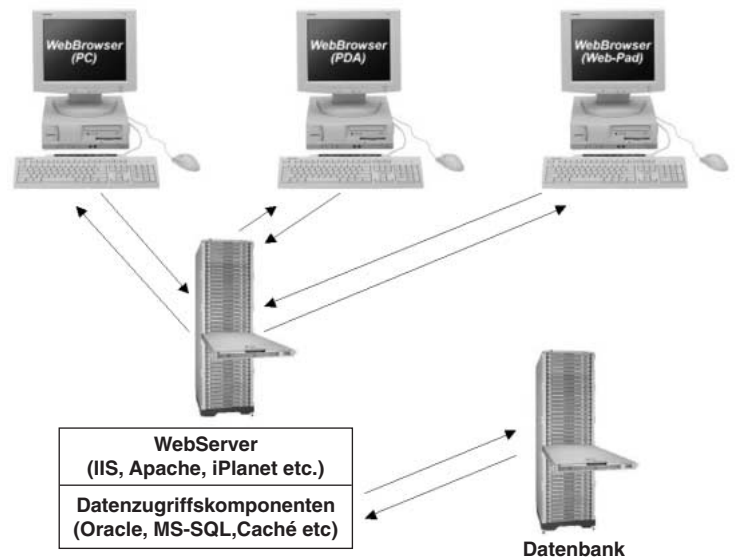 WebBrowser
(PC)
WebBrowser
(PDA)
WebBrowser
(Web-Pad)
WebServer
(IIS, Apache, iPlanet etc.)
Datenzugriffskomponenten
(Oracle, MS-SQL,Caché etc)
Datenbank